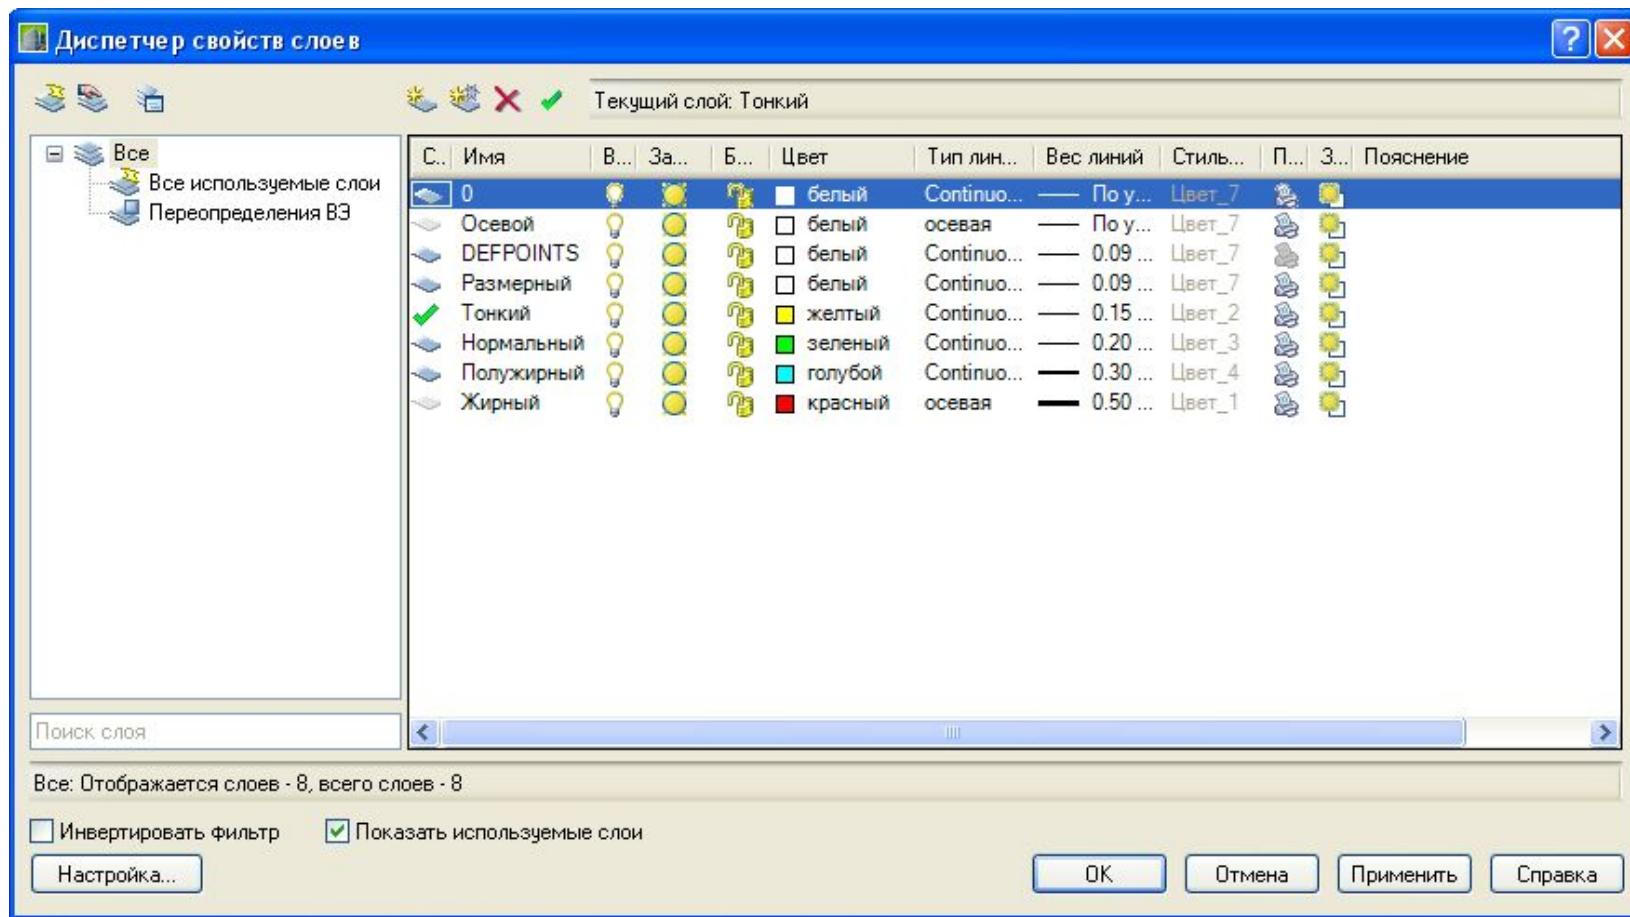 Диспетчер свойств слоев
Текущий слой: Тонкий
Все
Все используемые слои
Переопределения ВЭ
С.. Имя В... За... Б... Цвет Тип лин... Вес линий Стиль... П... З... Пояснение
0 белый Continuo... По у... Цвет_7
Осевой белый осевая По у... Цвет_7
DEFPOINTS белый Continuo... 0.09 ... Цвет_7
Размерный белый Continuo... 0.09 ... Цвет_7
Тонкий желтый Continuo... 0.15 ... Цвет_2
Нормальный зеленый Continuo... 0.20 ... Цвет_3
Полужирный голубой Continuo... 0.30 ... Цвет_4
Жирный красный осевая 0.50 ... Цвет_1
Поиск слоя
Все: Отображается слоев - 8, всего слоев - 8
Инвертировать фильтр Показать используемые слои
Настройка... OK Отмена Применить Справка